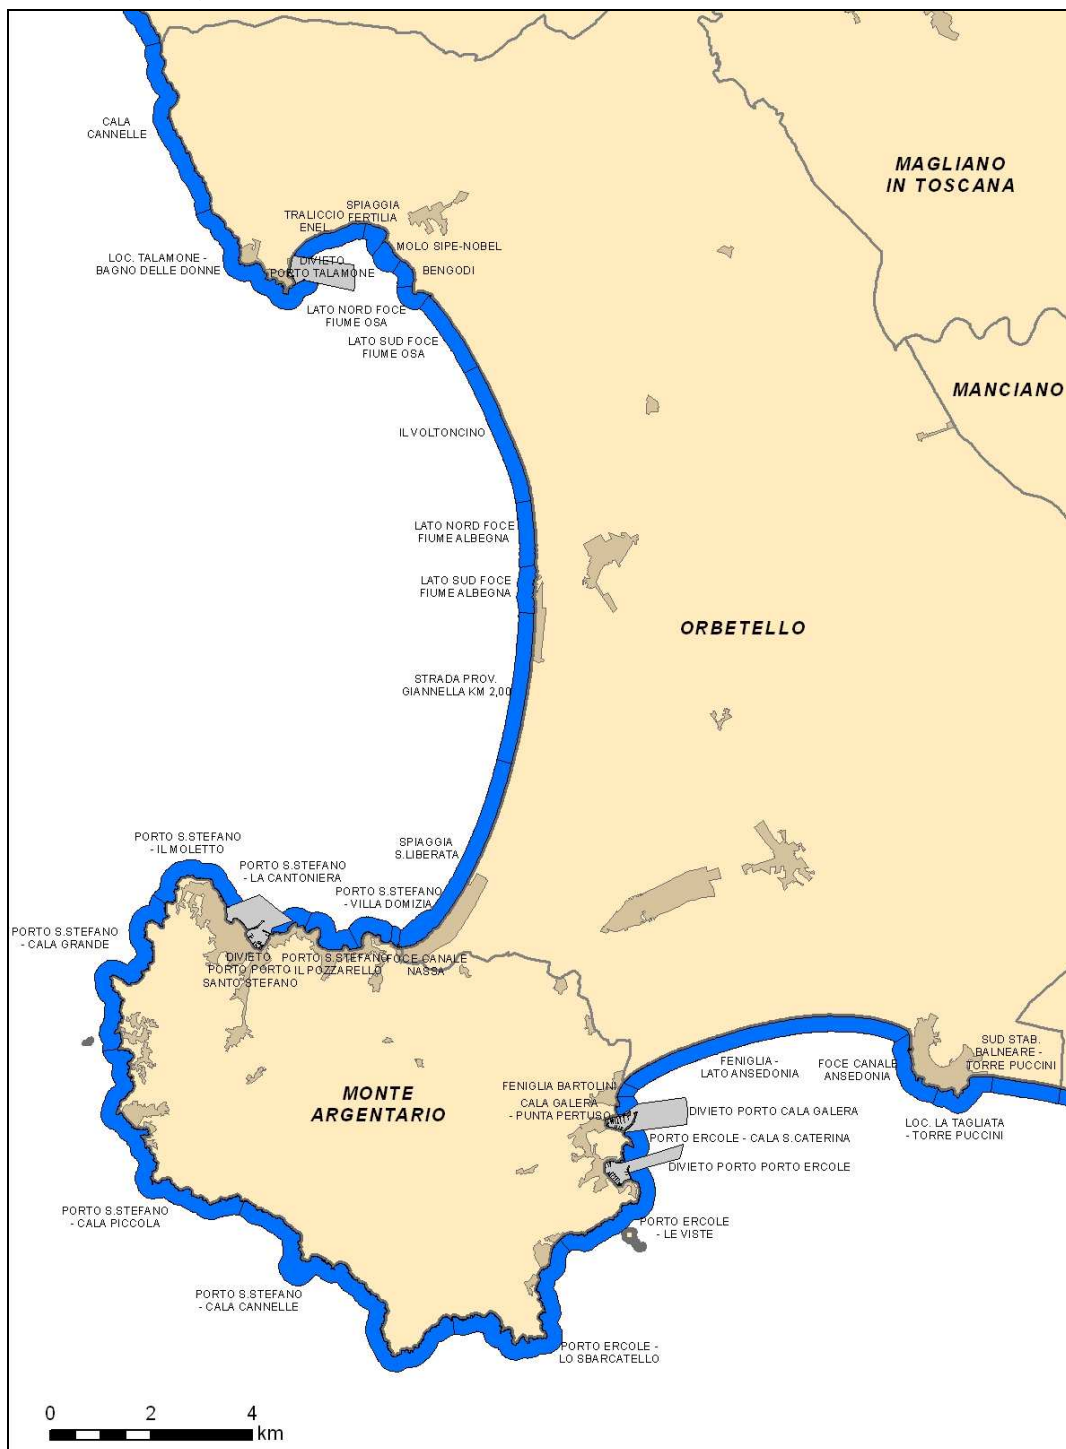 CALA
CANNELLE
MAGLIANO
IN TOSCANA
SPIAGGIA
FERTILIA
TRALICCIO
ENEL
MOLO SIPE-NOBEL
LOC. TALAMONE -
BAGNO DELLE DONNE
DIVIETO
PORTO TALAMONE
BENGODI
LATO NORD FOCE
FIUME OSA
LATO SUD FOCE
FIUME OSA
MANCIANO
IL VOLTONCINO
LATO NORD FOCE
FIUME ALBEGNA
LATO SUD FOCE
FIUME ALBEGNA
ORBETELLO
STRADA PROV.
GIANNELLA KM 2,00
PORTO S.STEFANO
- IL MOLETTO
SPIAGGIA
S.LIBERATA
PORTO S.STEFANO
- LA CANTONIERA
PORTO S.STEFANO
- VILLA DOMIZIA
PORTO S.STEFANO
- CALA GRANDE
DIVIETO
PORTO PORTO
SANTO STEFANO
PORTO S.STEFANO
IL POZZARELLO
FOCE CANALE
NASSA
SUD STAB.
BALNEARE -
TORRE PUCCINI
FENIGLIA -
LATO ANSEDONIA
FOCE CANALE
ANSEDONIA
MONTE
ARGENTARIO
FENIGLIA BARTOLINI
CALA GALERA
- PUNTA PERTUSO
DIVIETO PORTO CALA GALERA
LOC. LA TAGLIATA
- TORRE PUCCINI
PORTO ERCOLE - CALA S.CATERINA
DIVIETO PORTO PORTO ERCOLE
PORTO S.STEFANO
- CALA PICCOLA
PORTO ERCOLE
- LE VISTE
PORTO S.STEFANO
- CALA CANNELLE
PORTO ERCOLE -
LO SBARCATELLO
0 2 4
km